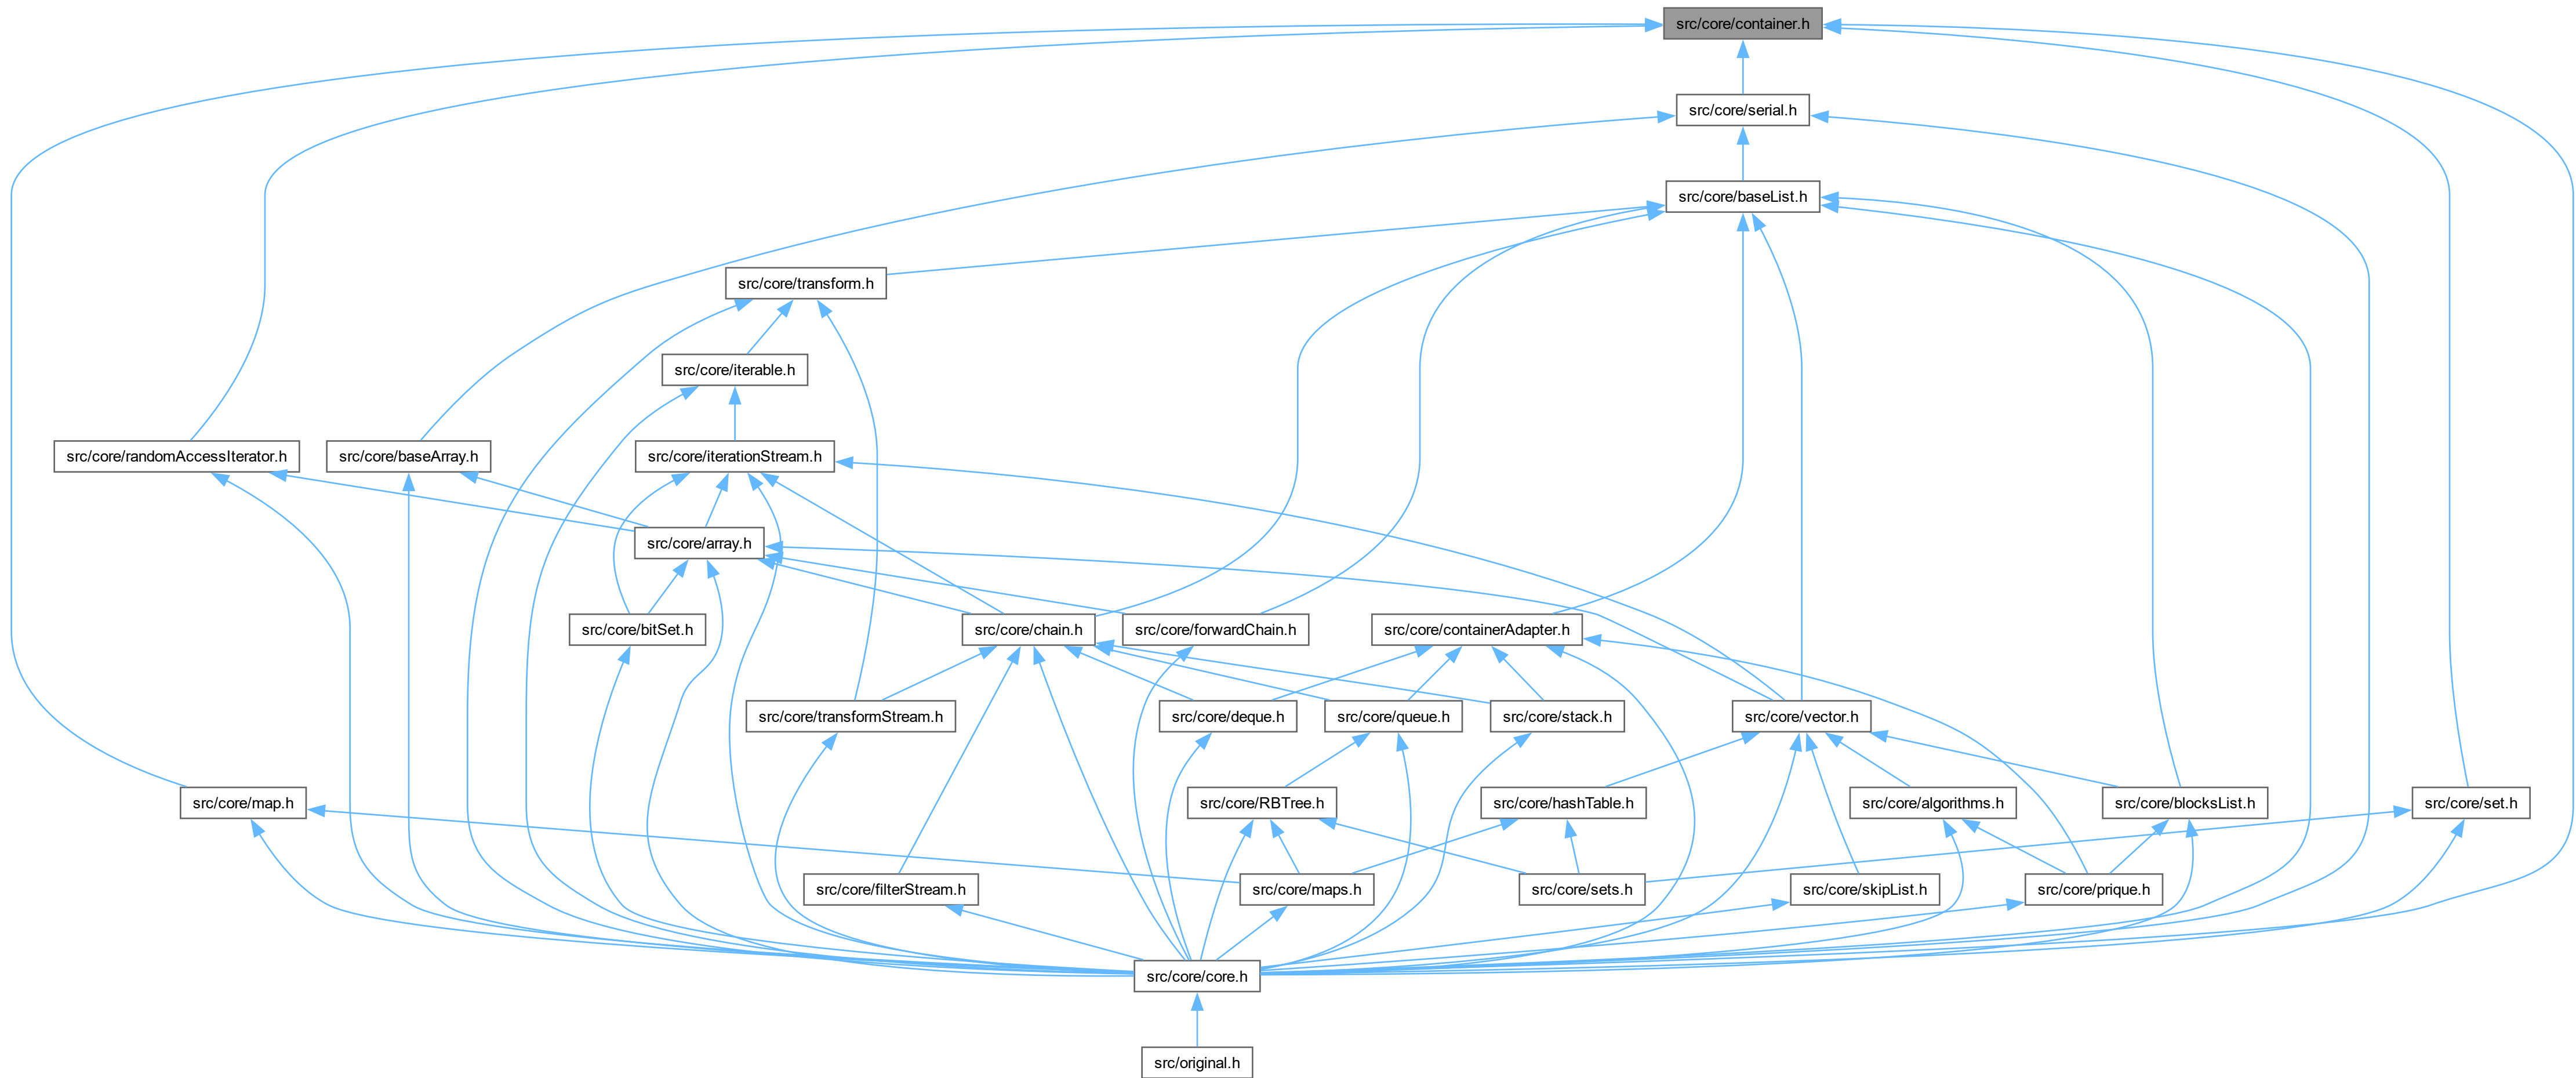 src/core/container.h
src/core/serial.h
src/core/baseList.h
src/core/transform.h
src/core/iterable.h
src/core/randomAccessIterator.h
src/core/baseArray.h
src/core/iterationStream.h
src/core/array.h
src/core/bitSet.h
src/core/chain.h
src/core/forwardChain.h
src/core/containerAdapter.h
src/core/transformStream.h
src/core/deque.h
src/core/queue.h
src/core/stack.h
src/core/vector.h
src/core/map.h
src/core/RBTree.h
src/core/hashTable.h
src/core/algorithms.h
src/core/blocksList.h
src/core/set.h
src/core/filterStream.h
src/core/maps.h
src/core/sets.h
src/core/skipList.h
src/core/prique.h
src/core/core.h
src/original.h